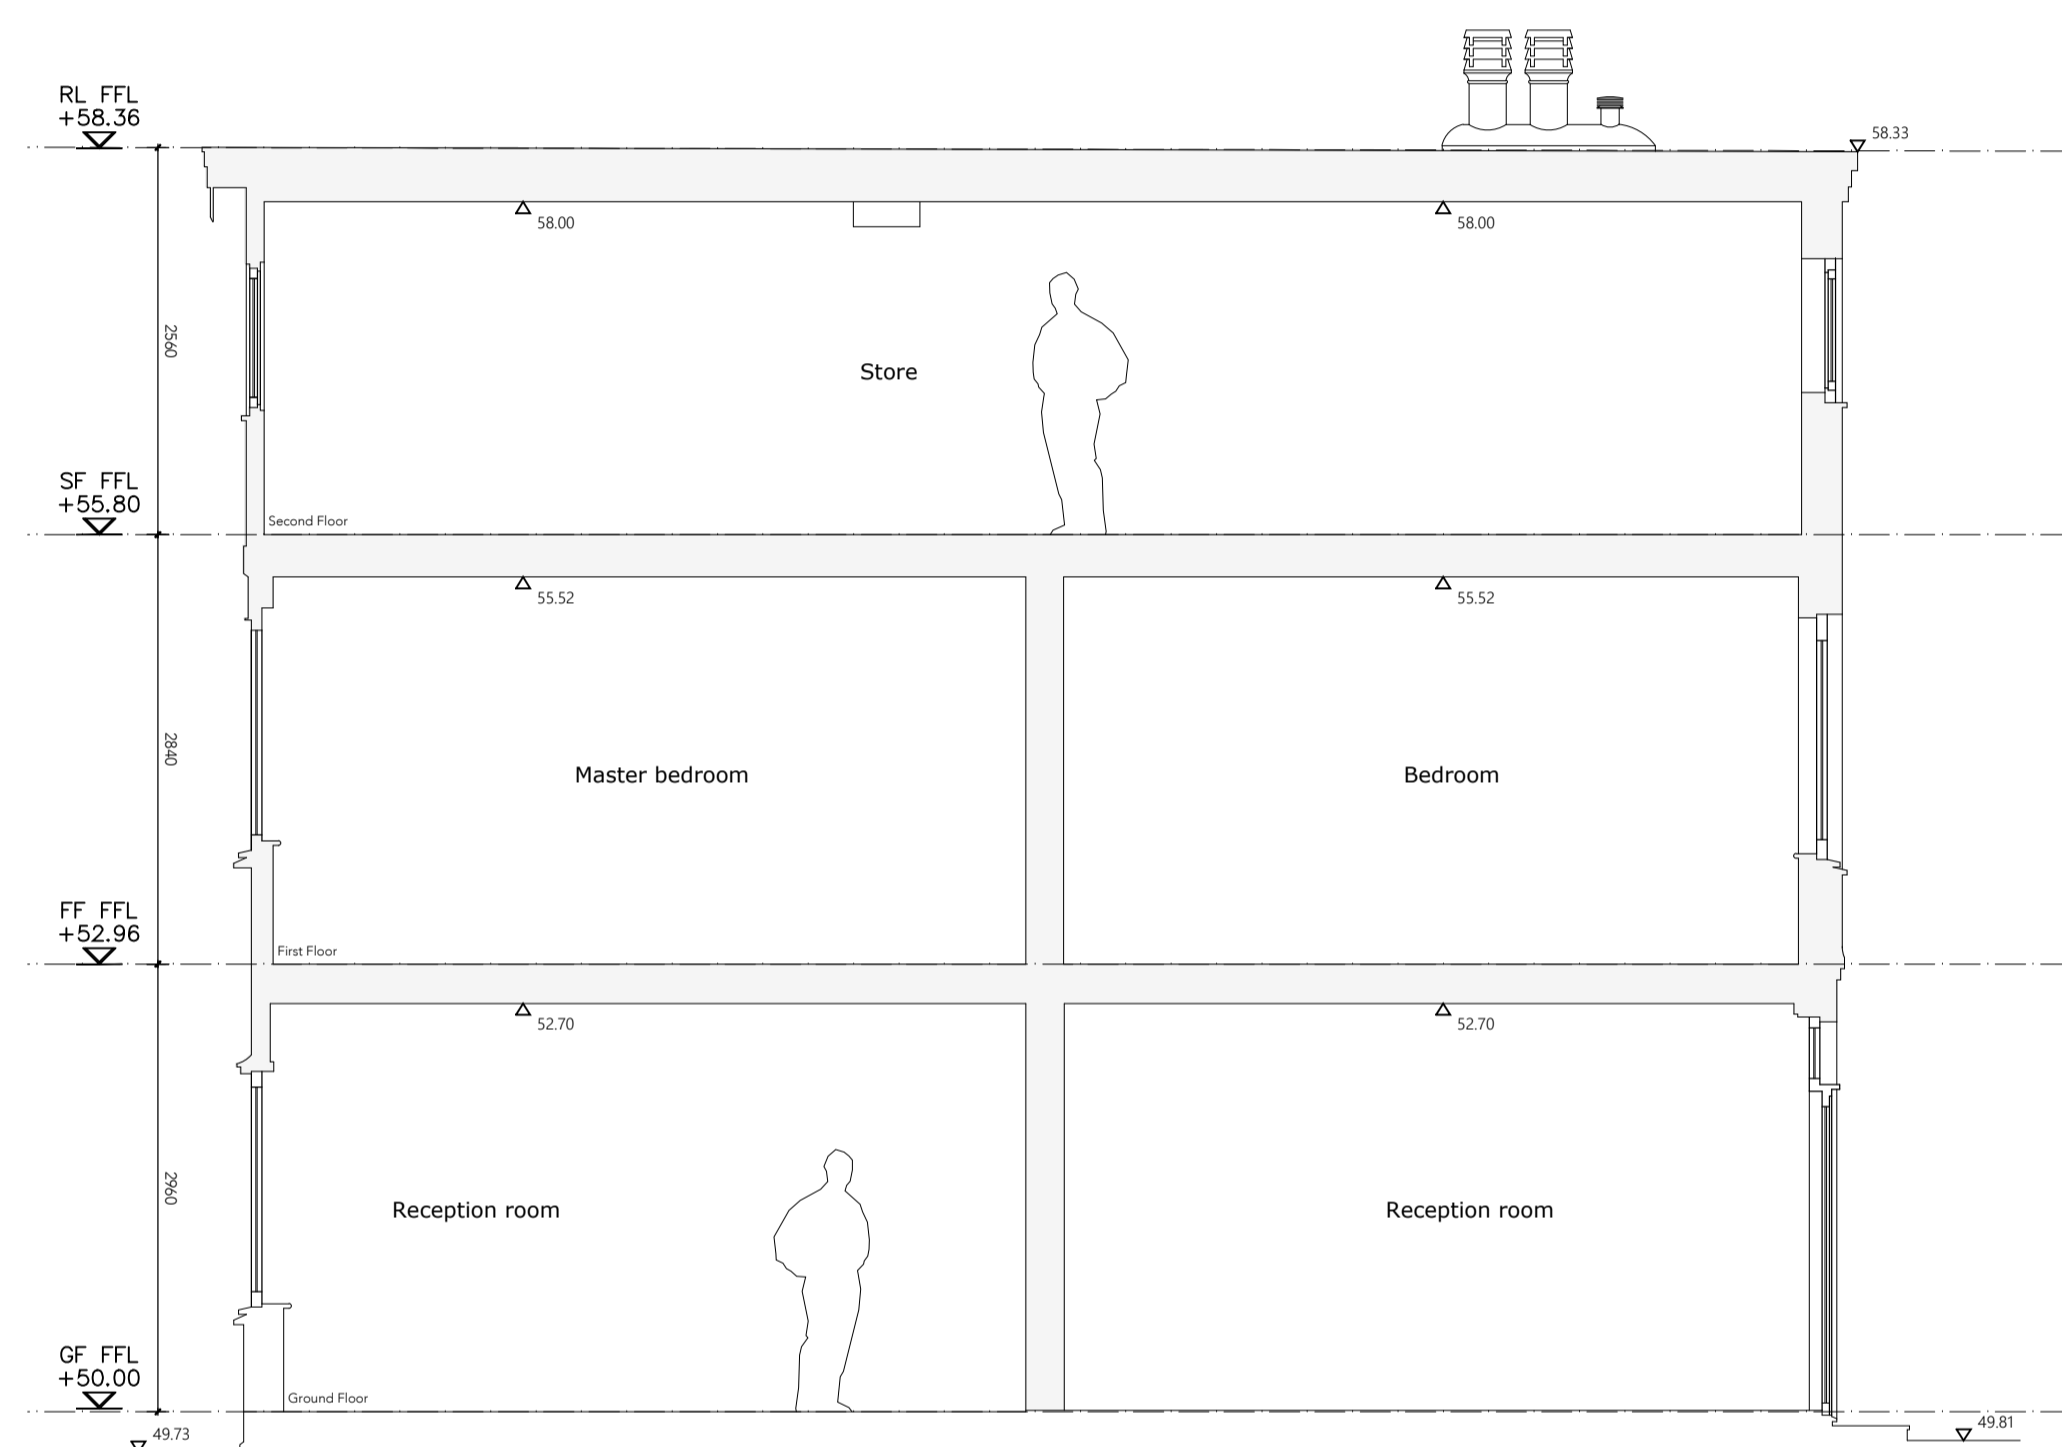 RL FFL
+58.36
58.33
58.00
58.00
2560
Store
SF FFL
+55.80
Second Floor
55.52
55.52
2840
Master bedroom
Bedroom
FF FFL
+52.96
First Floor
52.70
52.70
2960
Reception room
Reception room
GF FFL
+50.00
Ground Floor
49.73
49.81